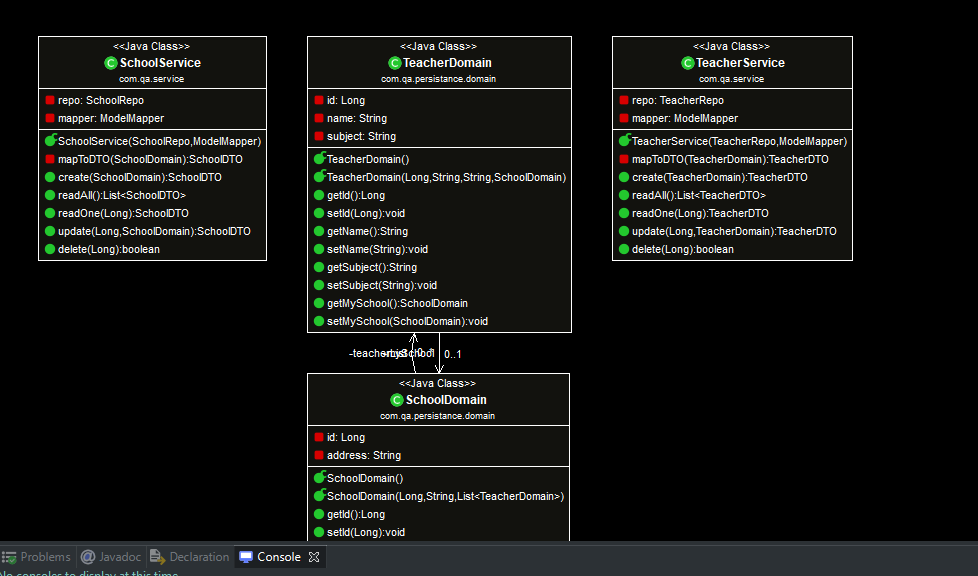 <<Java Class>>
SchoolService
com.qa.service
repo: SchoolRepo
mapper: ModelMapper
SchoolService(SchoolRepo,ModelMapper)
mapToDTO(SchoolDomain):SchoolDTO
create(SchoolDomain):SchoolDTO
readAll():List<SchoolDTO>
readOne(Long):SchoolDTO
update(Long,SchoolDomain):SchoolDTO
delete(Long):boolean
<<Java Class>>
TeacherDomain
com.qa.persistance.domain
id: Long
name: String
subject: String
TeacherDomain()
TeacherDomain(Long,String,String,SchoolDomain)
getId():Long
setId(Long):void
getName():String
setName(String):void
getSubject():String
setSubject(String):void
getMySchool():SchoolDomain
setMySchool(SchoolDomain):void
<<Java Class>>
TeacherService
com.qa.service
repo: TeacherRepo
mapper: ModelMapper
TeacherService(TeacherRepo,ModelMapper)
mapToDTO(TeacherDomain):TeacherDTO
create(TeacherDomain):TeacherDTO
readAll():List<TeacherDTO>
readOne(Long):TeacherDTO
update(Long,TeacherDomain):TeacherDTO
delete(Long):boolean
0..1
<<Java Class>>
SchoolDomain
com.qa.persistance.domain
id: Long
address: String
SchoolDomain()
SchoolDomain(Long,String,List<TeacherDomain>)
getId():Long
setId(Long):void
Problems
Javadoc
Declaration
Console
No consoles to display at this time.